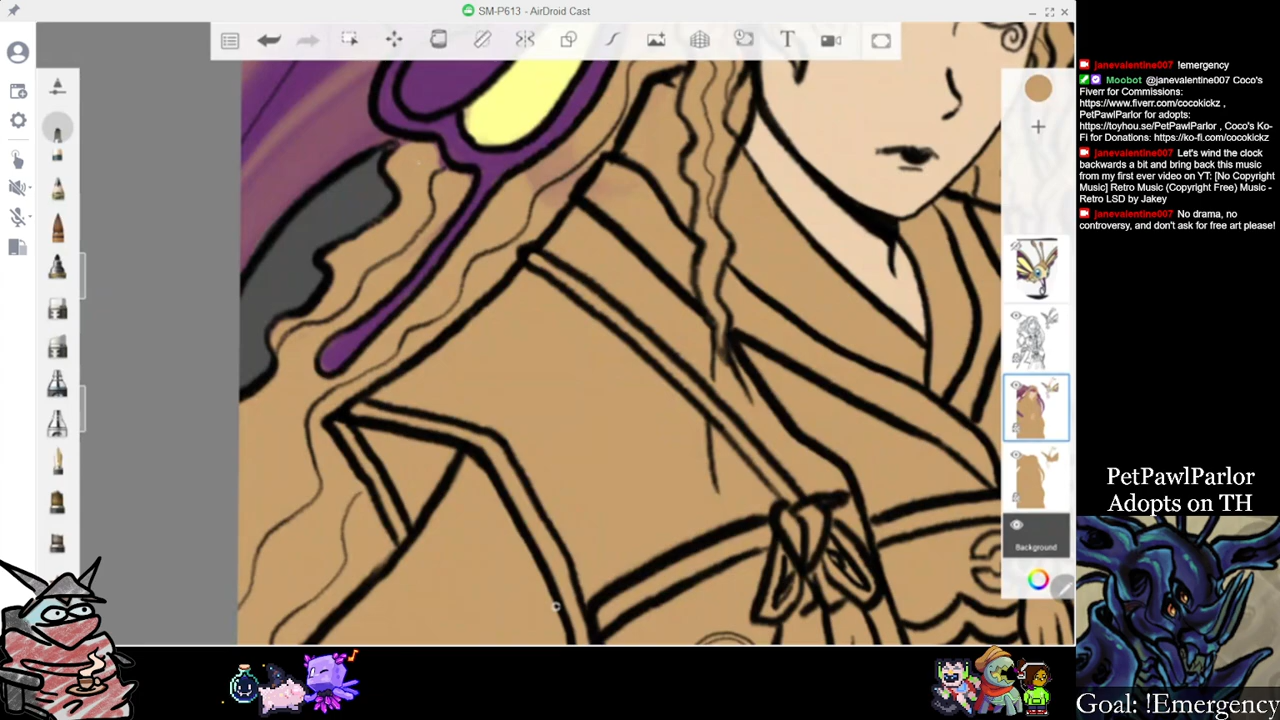 SM-P613 - AirDroid Cast
T
Background
janevalentine007 !emergency
Moobot @janevalentine007 Coco's
Fiverr for Commissions:
https://www.fiverr.com/cocokickz ,
PetPawlParlor for adopts:
https://toyhou.se/PetPawlParlor , Coco's Ko-
Fi for Donations: https://ko-fi.com/cocokickz
janevalentine007 Let's wind the clock
backwards a bit and bring back this music
from my first ever video on YT: [No Copyright
Music] Retro Music (Copyright Free) Music -
Retro LSD by Jakey
janevalentine007 No drama, no
controversy, and don't ask for free art please!
PetPawlParlor
Adopts on TH
Goal: !Emergency